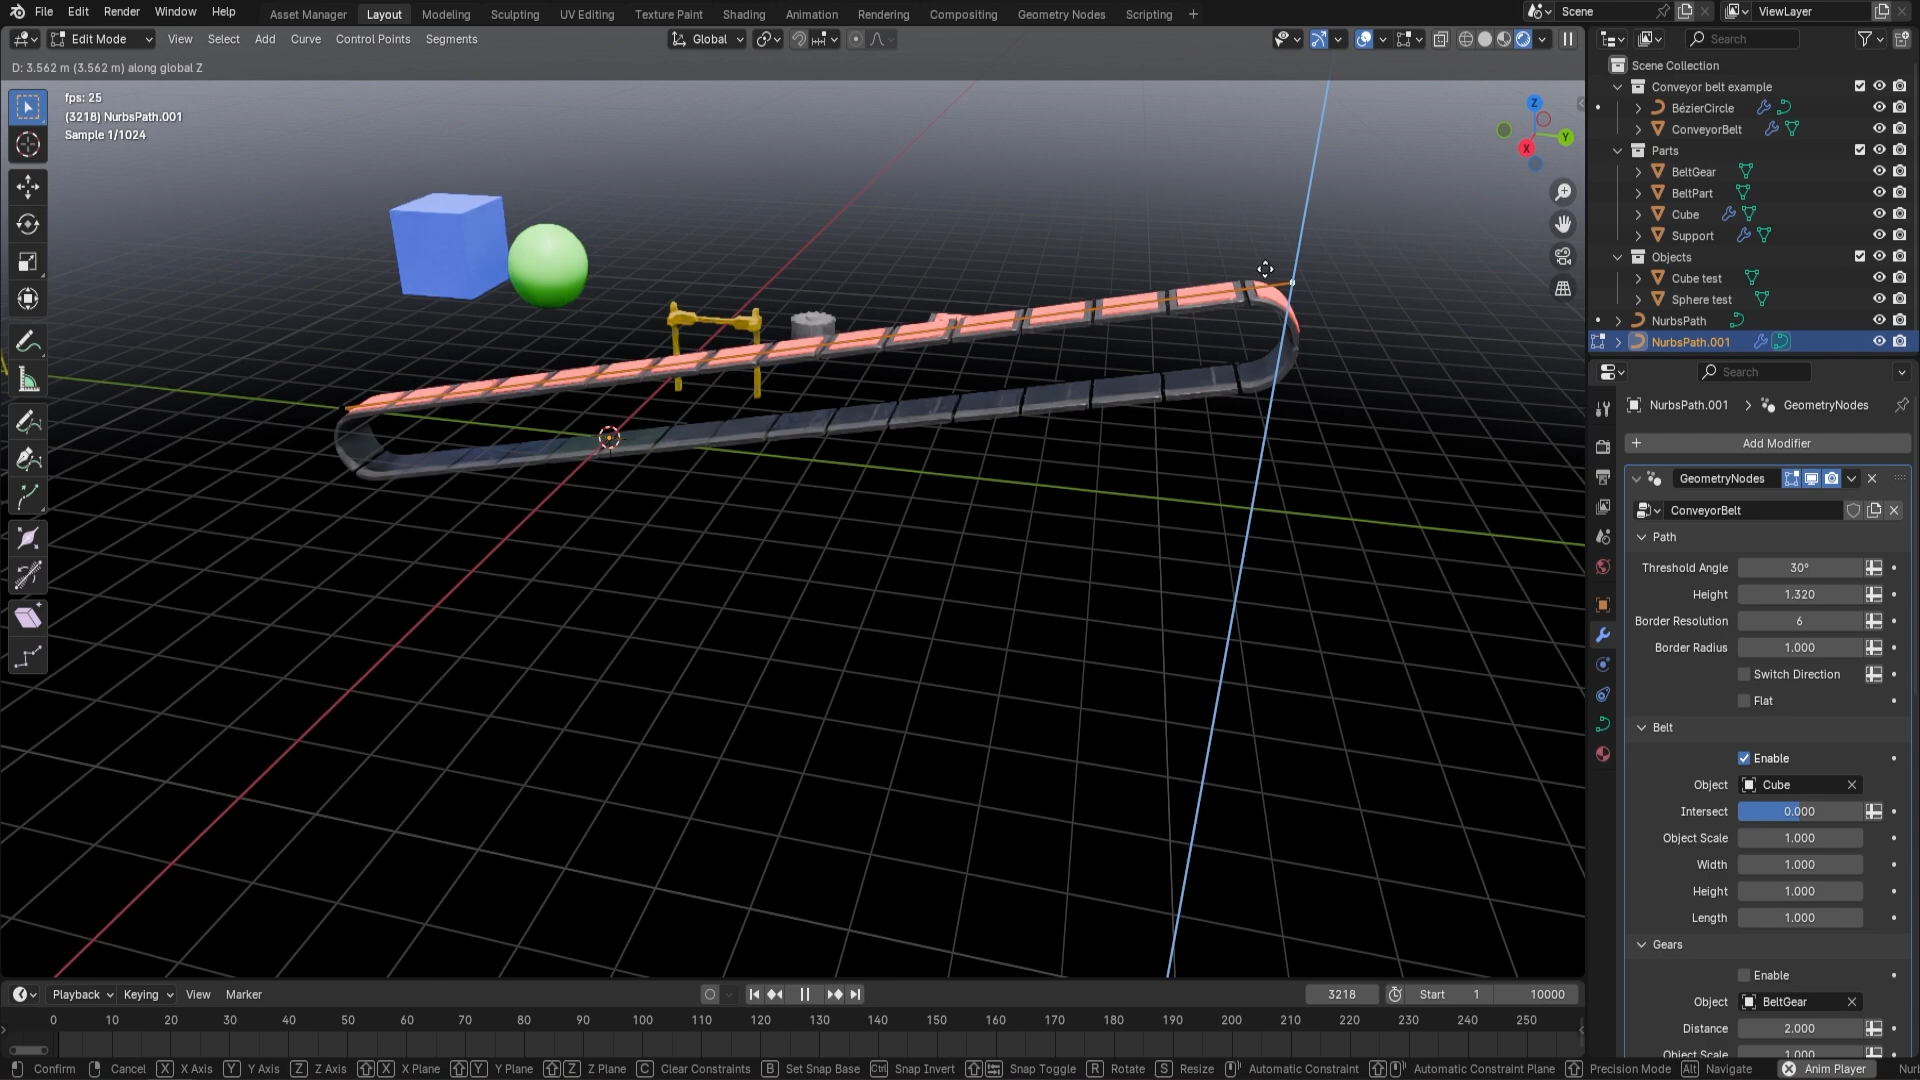 File Edit Render Window Help Asset Manager Layout Modeling Sculpting UV Editing Texture Paint Shading Animation Rendering Compositing Geometry Nodes Scripting + Scene ViewLayer
Edit Mode View Select Add Curve Control Points Segments Global Search
D: 3.562 m (3.562 m) along global Z
Scene Collection
Conveyor belt example
BézierCircle
ConveyorBelt
Parts
BeltGear
BeltPart
Cube
Support
Objects
Cube test
Sphere test
NurbsPath
NurbsPath.001
fps: 25
(3218) NurbsPath.001
Sample 1/1024
Z
Y
X
Search
NurbsPath.001 > GeometryNodes
+ Add Modifier
GeometryNodes
ConveyorBelt
Path
Threshold Angle 30°
Height 1.320
Border Resolution 6
Border Radius 1.000
Switch Direction
Flat
Belt
Enable
Object Cube
Intersect 0.000
Object Scale 1.000
Width 1.000
Height 1.000
Length 1.000
Gears
Enable
Object BeltGear
Distance 2.000
Object Scale 1.000
Playback Keying View Marker 3218 Start 1 10000
0 10 20 30 40 50 60 70 80 90 100 110 120 130 140 150 160 170 180 190 200 210 220 230 240 250
Confirm Cancel X X Axis Y Y Axis Z Z Axis X X Plane Y Y Plane Z Z Plane C Clear Constraints B Set Snap Base Ctrl Snap Invert Snap Toggle R Rotate S Resize Automatic Constraint Automatic Constraint Plane Precision Mode Alt Navigate Anim Player